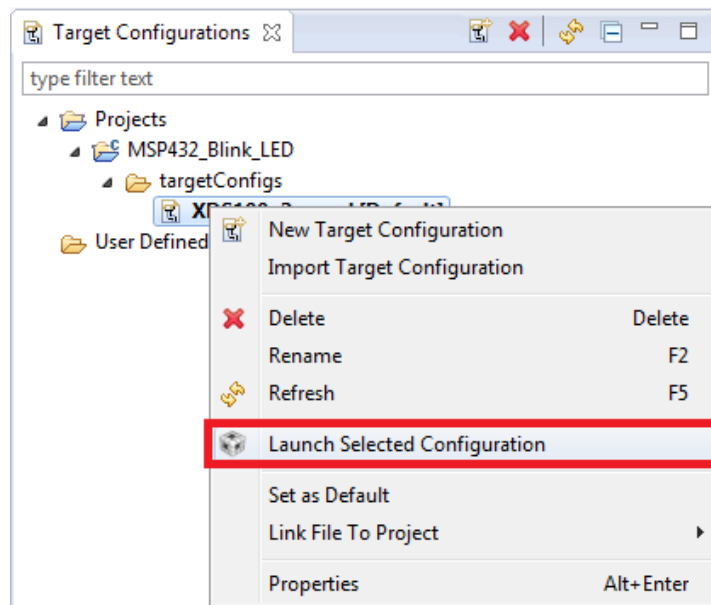 Target Configurations
type filter text
Projects
MSP432_Blink_LED
targetConfigs
User Defined
New Target Configuration
Import Target Configuration
Delete Delete
Rename F2
Refresh F5
Launch Selected Configuration
Set as Default
Link File To Project
Properties Alt+Enter